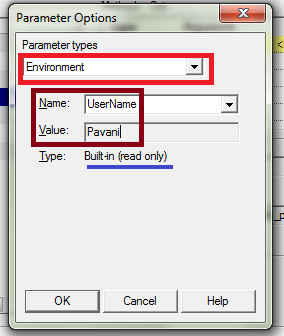 Parameter Options
Parameter types
Environment
Name: UserName
Value: Pavani
Type: Built-in (read only)
OK Cancel Help